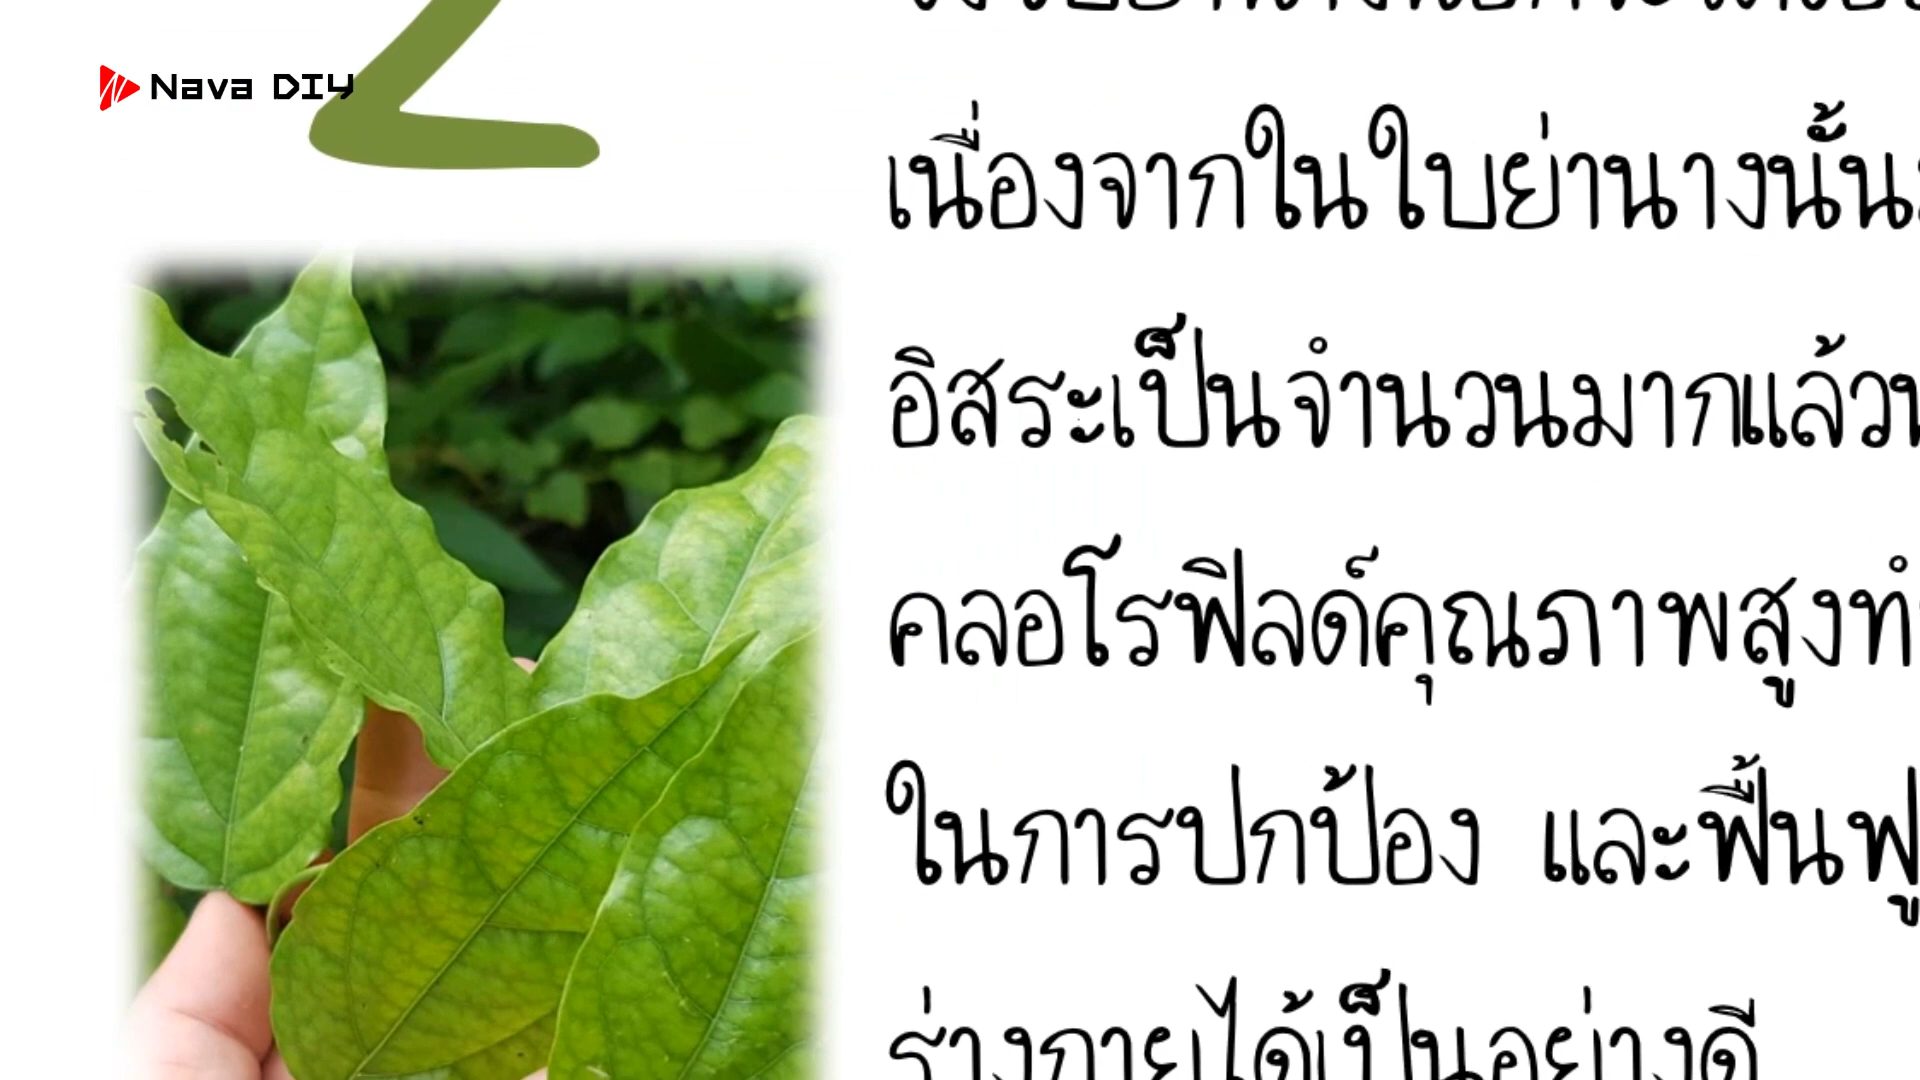 Nava DIY
2
เนื่องจากในใบย่านางนั้น
อิสระเป็นจำนวนมากแล้ว
คลอโรฟิลด์คุณภาพสูง
ในการปกป้อง และฟื้นฟู
ร่างกายได้เป็นอย่างดี